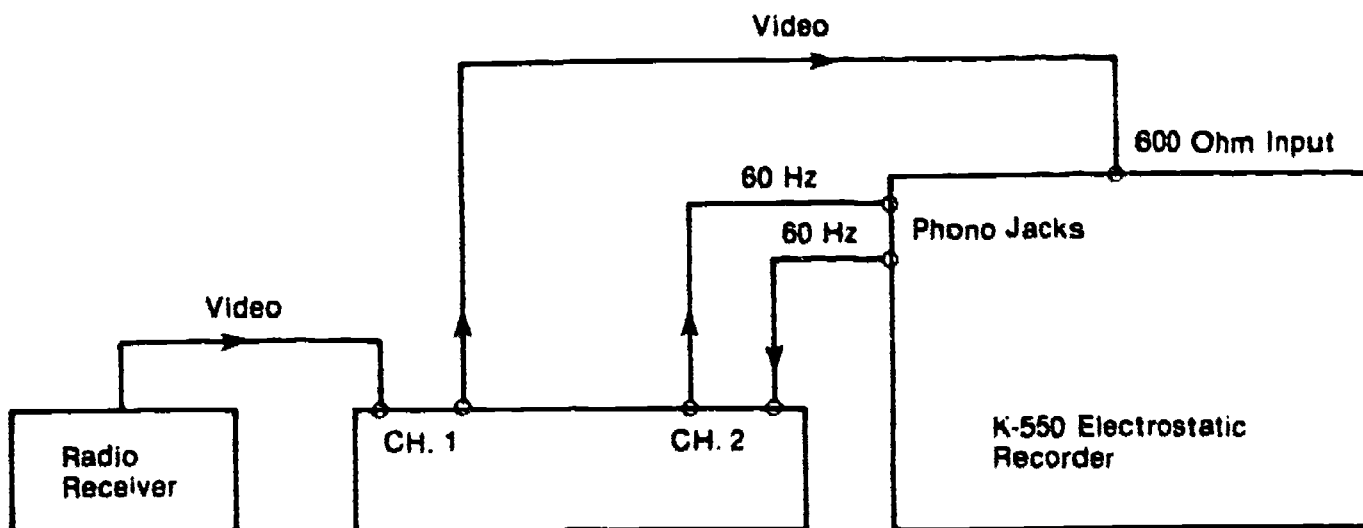 Video
600 Ohm Input
60 Hz
Phono Jacks
60 Hz
Video
CH. 1
CH. 2
K-550 Electrostatic
Recorder
Radio
Receiver